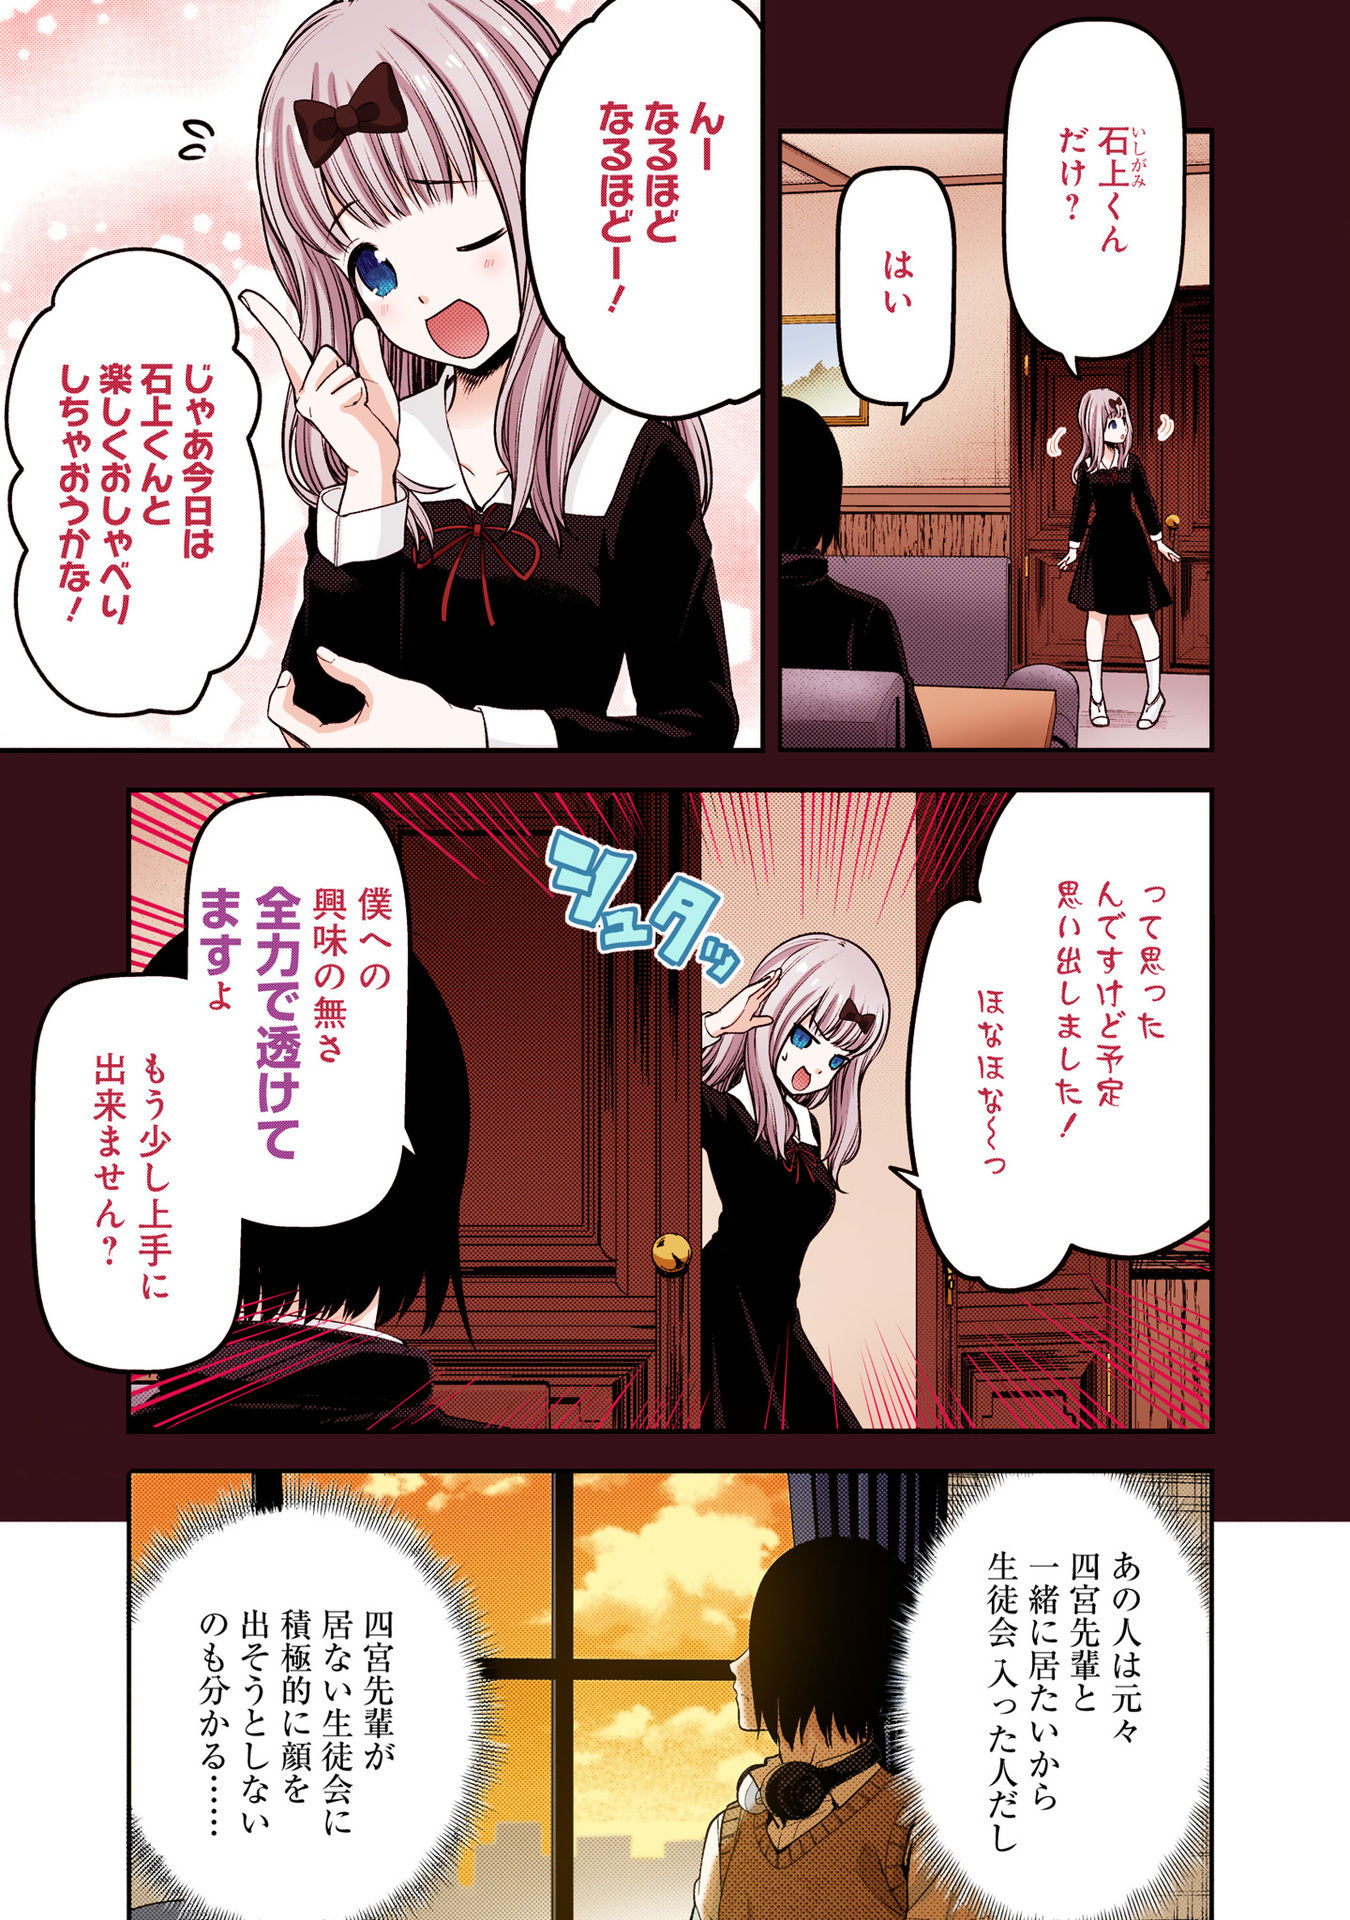 石上くん
いしがみ
だけ?
はい
んー
なるほど
なるほどー!
じゃあ今日は
石上くんと
楽しくおしゃべり
しちゃおうかな!
って思った
んですけど予定
思い出しました!
ほなほな〜っ
シュタッ
僕への
興味の無さ
全力で透けて
ますよ
もう少し上手に
出来ません?
あの人は元々
四宮先輩と
一緒に居たいから
生徒会入った人だし
四宮先輩が
居ない生徒会に
積極的に顔を
出そうとしない
のも分かる……